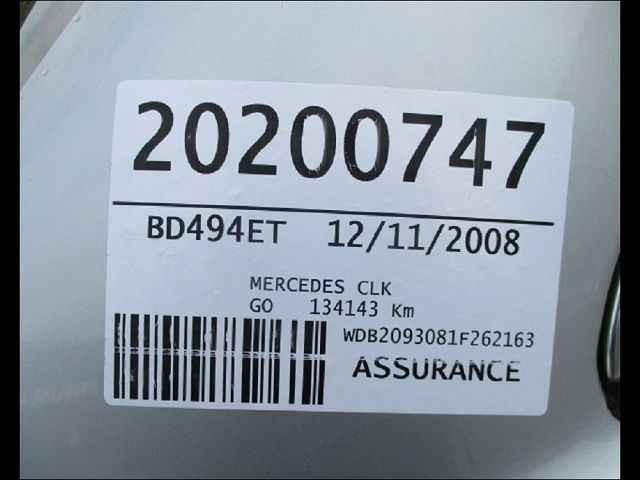 20200747
BD494ET 12/11/2008
MERCEDES CLK
GO 134143 Km
WDB2093081F262163
ASSURANCE